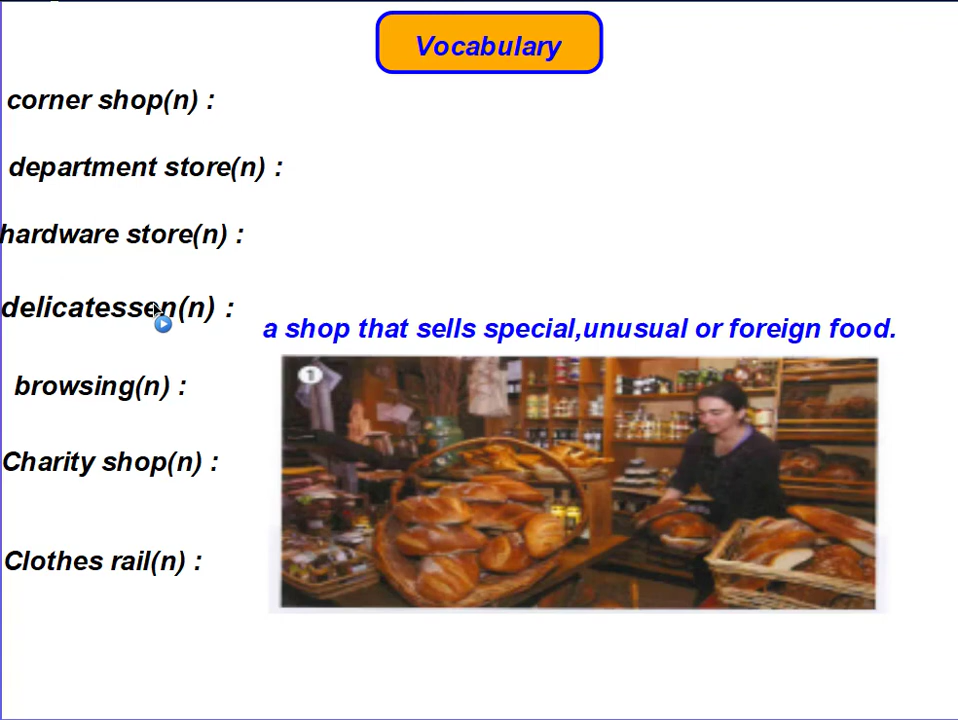 Vocabulary
corner shop(n) :
department store(n) :
hardware store(n) :
delicatessen(n) :
a shop that sells special,unusual or foreign food.
1
browsing(n) :
Charity shop(n) :
Clothes rail(n) :